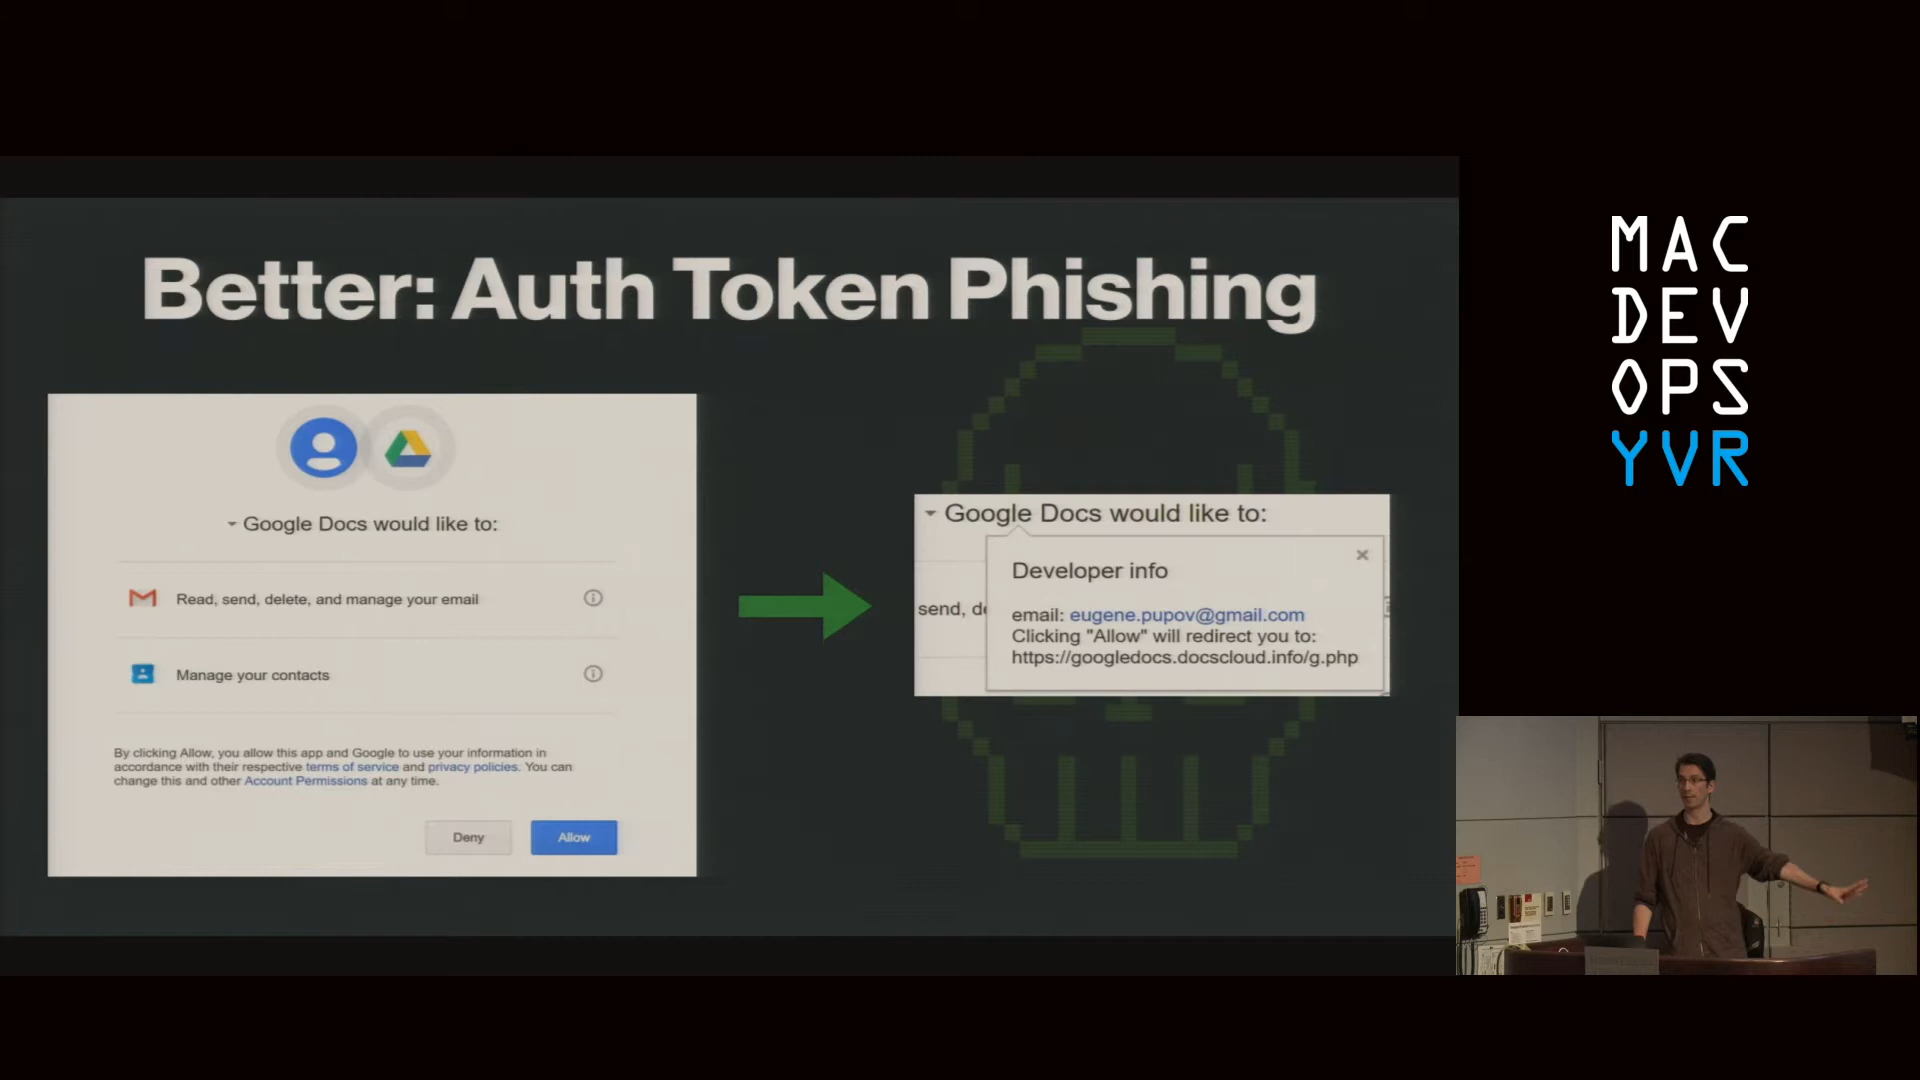 Better: Auth Token Phishing
Google Docs would like to:
Read, send, delete, and manage your email
Manage your contacts
By clicking Allow, you allow this app and Google to use your information in
accordance with their respective terms of service and privacy policies. You can
change this and other Account Permissions at any time.
Deny
Allow
Google Docs would like to:
send, de
Developer info
email: eugene.pupov@gmail.com
Clicking "Allow" will redirect you to:
https://googledocs.docscloud.info/g.php
MAC
DEV
OPS
YVR